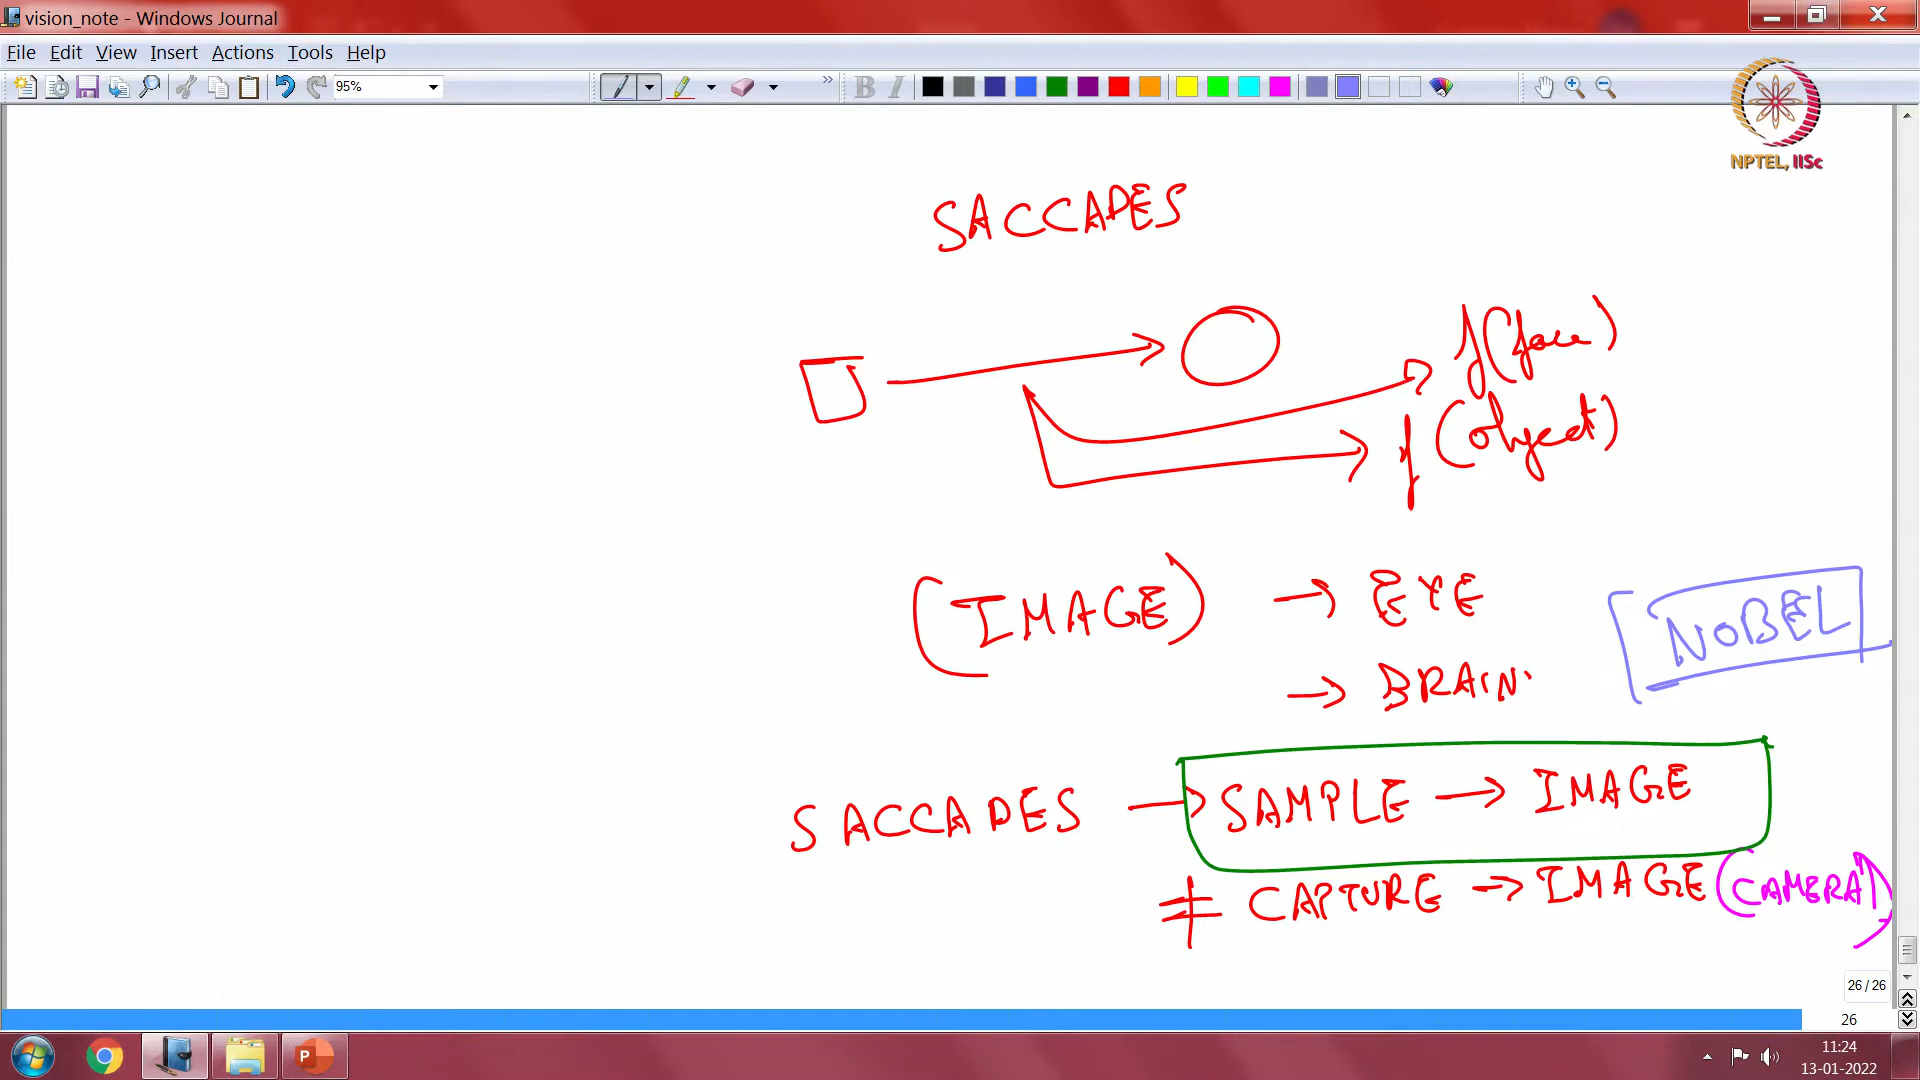 vision_note - Windows Journal
File Edit View Insert Actions Tools Help
95%
B I
NPTEL, IISc
SACCADES
f(face)
f(object)
(IMAGE) → EYE
→ BRAIN
[NOBEL
SACCADES → SAMPLE → IMAGE
≠ CAPTURE → IMAGE (CAMERA)
26 / 26
26
P
11:24
13-01-2022